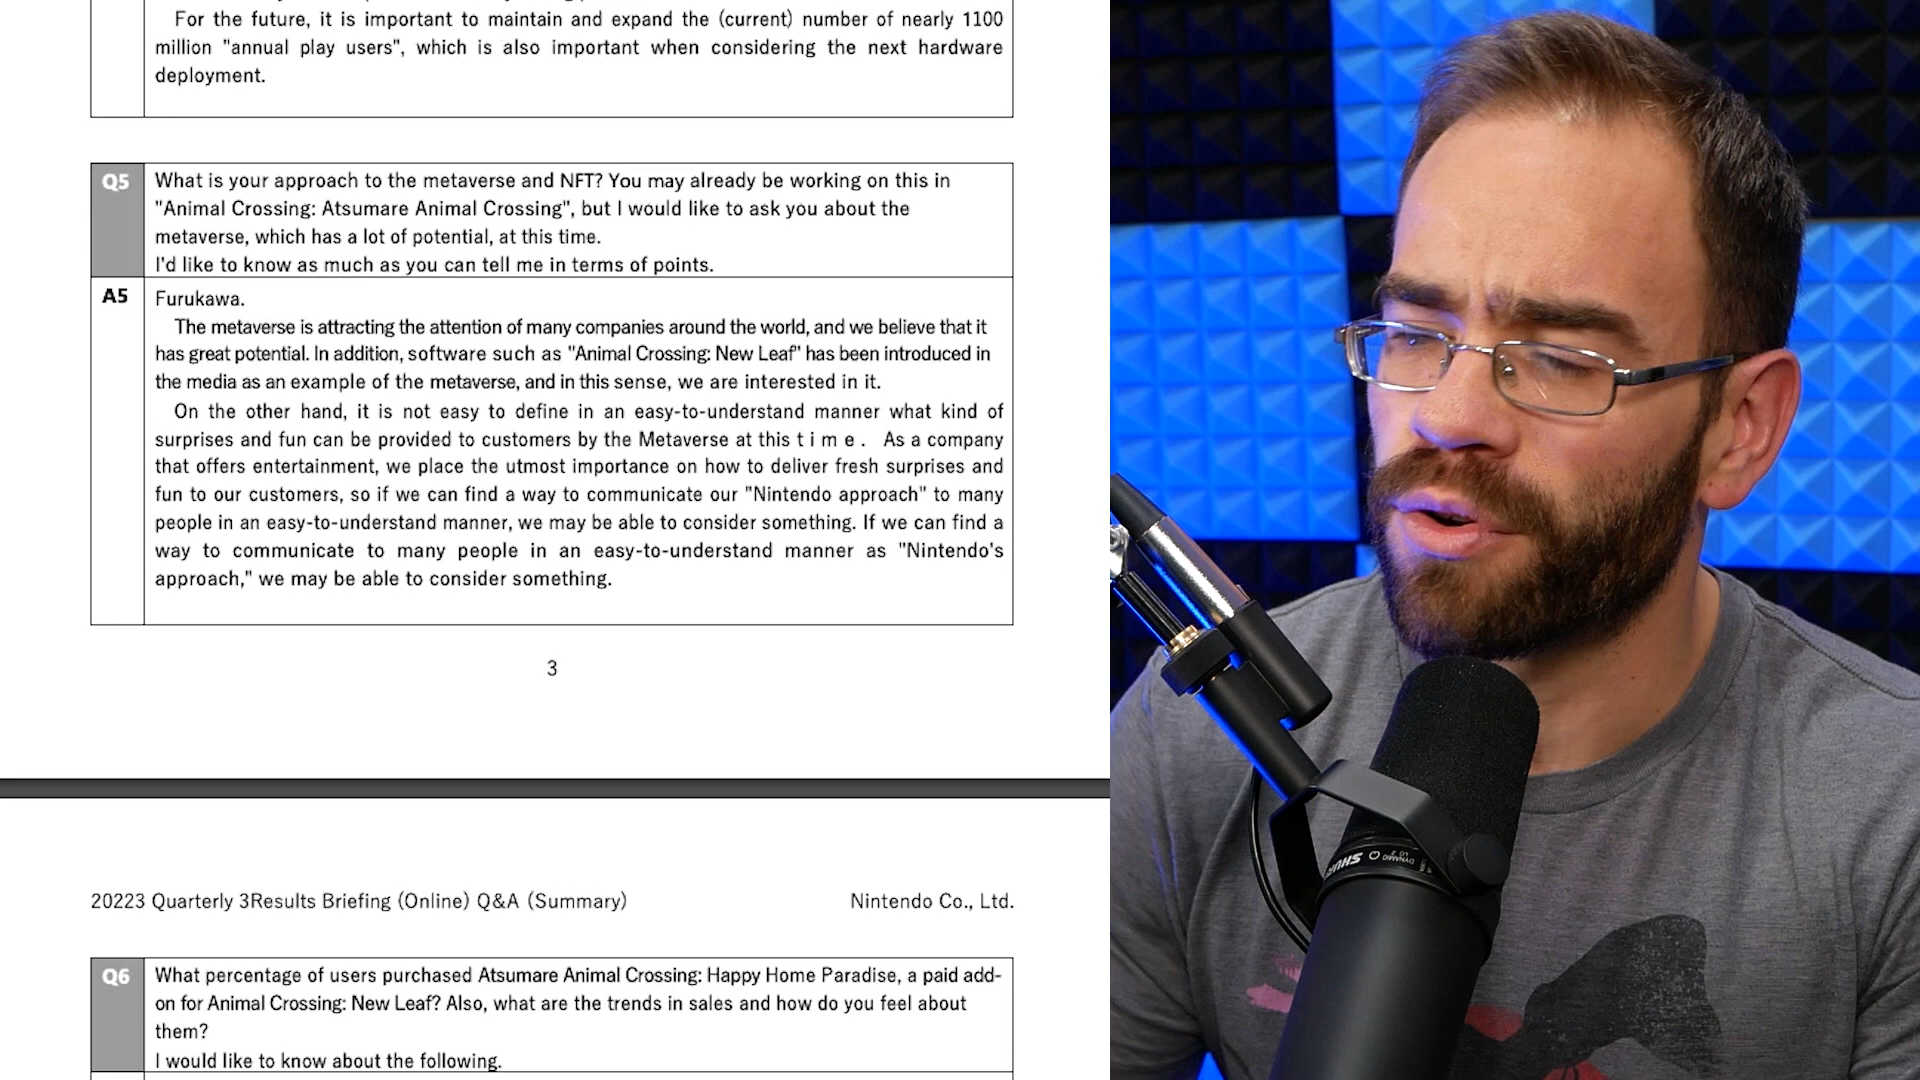 For the future, it is important to maintain and expand the (current) number of nearly 1100
million "annual play users", which is also important when considering the next hardware
deployment.
Q5
What is your approach to the metaverse and NFT? You may already be working on this in
"Animal Crossing: Atsumare Animal Crossing", but I would like to ask you about the
metaverse, which has a lot of potential, at this time.
I'd like to know as much as you can tell me in terms of points.
A5
Furukawa.
The metaverse is attracting the attention of many companies around the world, and we believe that it
has great potential. In addition, software such as "Animal Crossing: New Leaf" has been introduced in
the media as an example of the metaverse, and in this sense, we are interested in it.
On the other hand, it is not easy to define in an easy-to-understand manner what kind of
surprises and fun can be provided to customers by the Metaverse at this t i m e . As a company
that offers entertainment, we place the utmost importance on how to deliver fresh surprises and
fun to our customers, so if we can find a way to communicate our "Nintendo approach" to many
people in an easy-to-understand manner, we may be able to consider something. If we can find a
way to communicate to many people in an easy-to-understand manner as "Nintendo's
approach," we may be able to consider something.
3
20223 Quarterly 3Results Briefing (Online) Q&A (Summary)
Nintendo Co., Ltd.
Q6
What percentage of users purchased Atsumare Animal Crossing: Happy Home Paradise, a paid add-
on for Animal Crossing: New Leaf? Also, what are the trends in sales and how do you feel about
them?
I would like to know about the following.